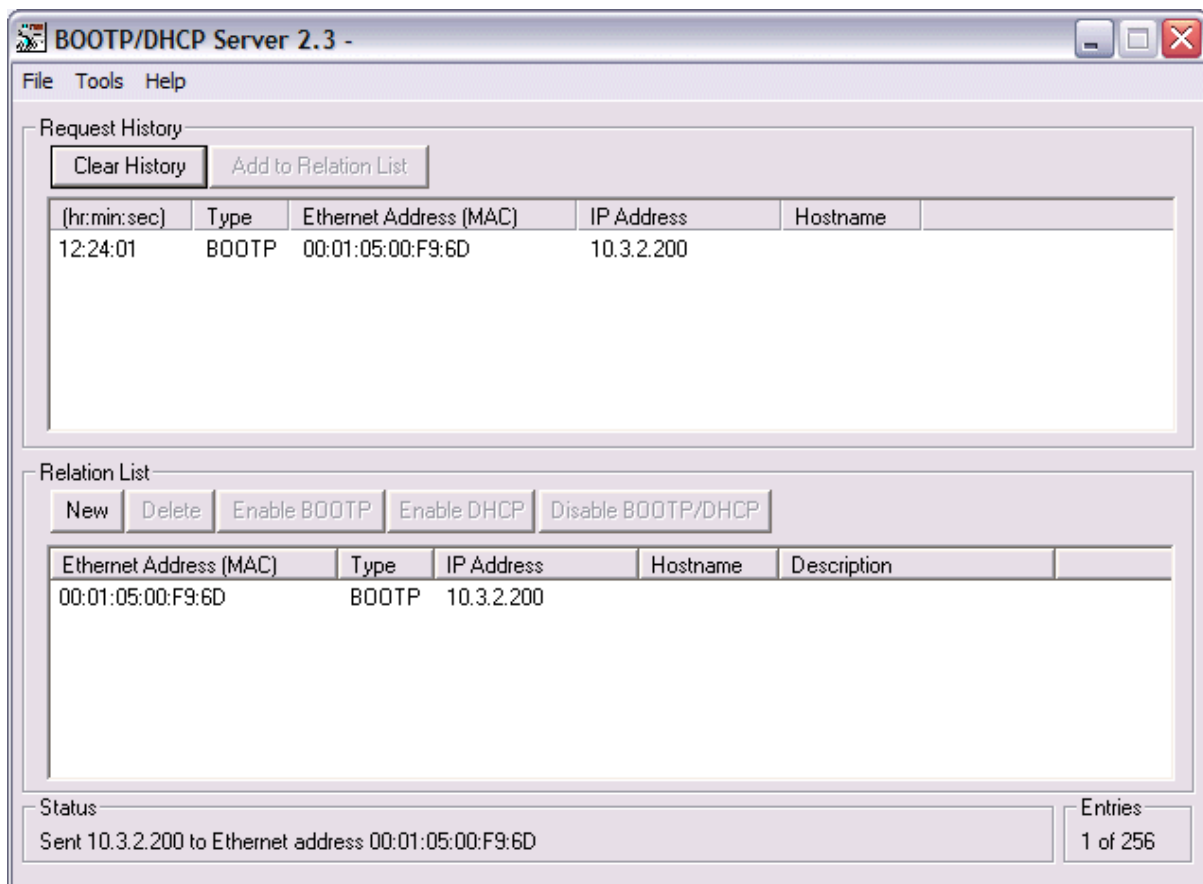 BOOTP/DHCP Server 2.3 -
File Tools Help
Request History
Clear History Add to Relation List
(hr:min:sec) Type Ethernet Address (MAC) IP Address Hostname
12:24:01 BOOTP 00:01:05:00:F9:6D 10.3.2.200
Relation List
New Delete Enable BOOTP Enable DHCP Disable BOOTP/DHCP
Ethernet Address (MAC) Type IP Address Hostname Description
00:01:05:00:F9:6D BOOTP 10.3.2.200
Status Entries
Sent 10.3.2.200 to Ethernet address 00:01:05:00:F9:6D 1 of 256